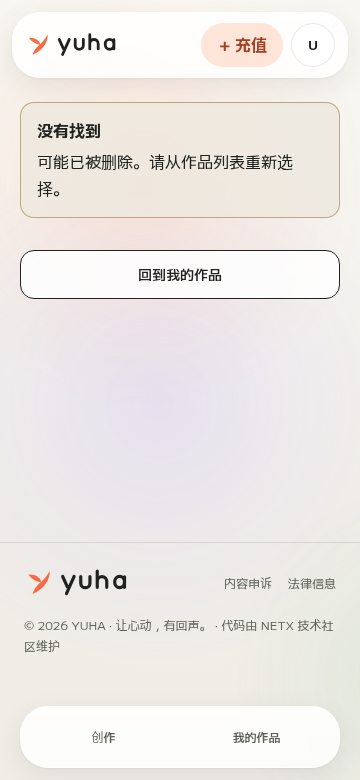 yuha
+ 充值
U
没有找到
可能已被删除。请从作品列表重新选
择。
回到我的作品
yuha
内容申诉 法律信息
© 2026 YUHA · 让心动，有回声。 · 代码由 NETX 技术社
区维护
创作 我的作品